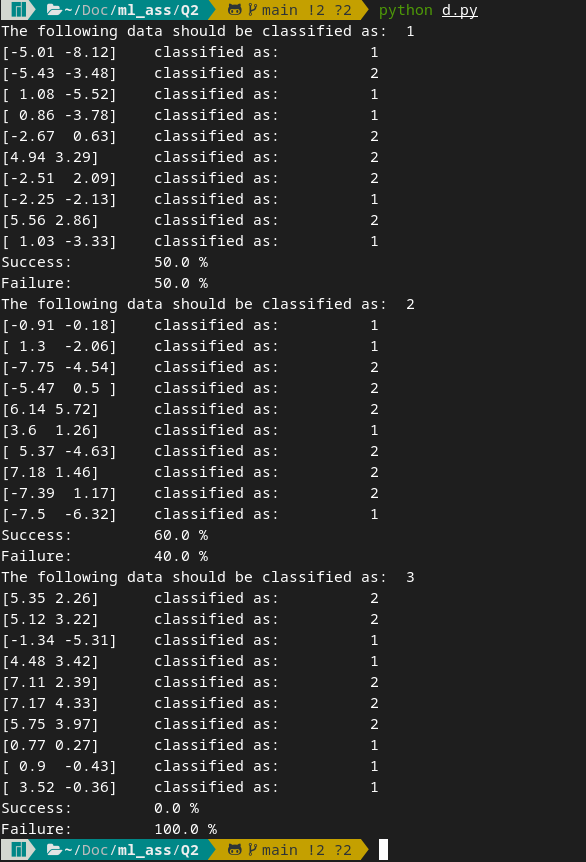 ~/Doc/ml_ass/Q2 main !2 ?2 python d.py
The following data should be classified as:  1
[-5.01 -8.12]    classified as:          1
[-5.43 -3.48]    classified as:          2
[ 1.08 -5.52]    classified as:          1
[ 0.86 -3.78]    classified as:          1
[-2.67  0.63]    classified as:          2
[4.94 3.29]      classified as:          2
[-2.51  2.09]    classified as:          2
[-2.25 -2.13]    classified as:          1
[5.56 2.86]      classified as:          2
[ 1.03 -3.33]    classified as:          1
Success:         50.0 %
Failure:         50.0 %
The following data should be classified as:  2
[-0.91 -0.18]    classified as:          1
[ 1.3  -2.06]    classified as:          1
[-7.75 -4.54]    classified as:          2
[-5.47  0.5 ]    classified as:          2
[6.14 5.72]      classified as:          2
[3.6  1.26]      classified as:          1
[ 5.37 -4.63]    classified as:          2
[7.18 1.46]      classified as:          2
[-7.39  1.17]    classified as:          2
[-7.5  -6.32]    classified as:          1
Success:         60.0 %
Failure:         40.0 %
The following data should be classified as:  3
[5.35 2.26]      classified as:          2
[5.12 3.22]      classified as:          2
[-1.34 -5.31]    classified as:          1
[4.48 3.42]      classified as:          1
[7.11 2.39]      classified as:          2
[7.17 4.33]      classified as:          2
[5.75 3.97]      classified as:          2
[0.77 0.27]      classified as:          1
[ 0.9  -0.43]    classified as:          1
[ 3.52 -0.36]    classified as:          1
Success:         0.0 %
Failure:         100.0 %
~/Doc/ml_ass/Q2 main !2 ?2